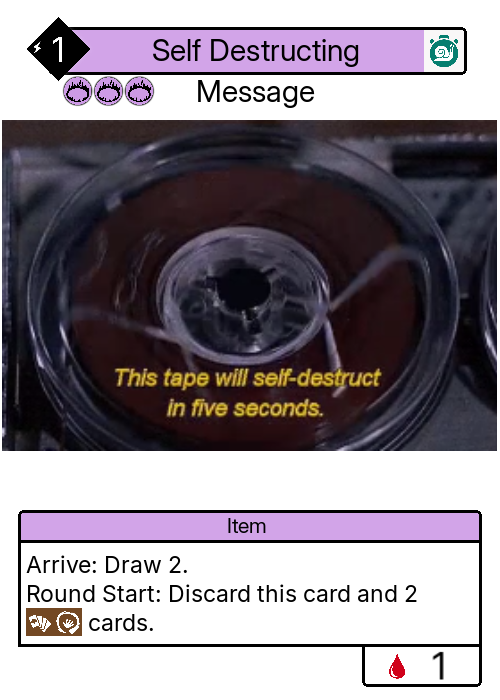 1
Self Destructing
Message
This tape will self-destruct
in five seconds.
Item
Arrive: Draw 2.
Round Start: Discard this card and 2
cards.
1